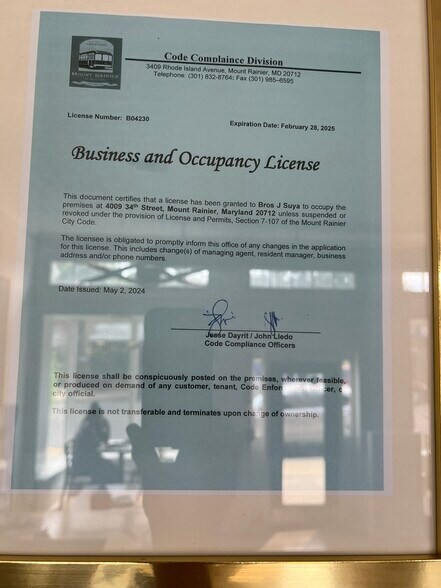 MOUNT RAINIER
Code Complaince Division
3409 Rhode Island Avenue, Mount Rainier, MD 20712
Telephone: (301) 832-8764; Fax (301) 985-6595
License Number: B04230
Expiration Date: February 28, 2025
Business and Occupancy License
This document certifies that a license has been granted to Bros J Suya to occupy the
premises at 4009 34th Street, Mount Rainier, Maryland 20712 unless suspended or
revoked under the provision of License and Permits, Section 7-107 of the Mount Rainier
City Code.
The licensee is obligated to promptly inform this office of any changes in the application
for this license. This includes change(s) of managing agent, resident manager, business
address and/or phone numbers.
Date Issued: May 2, 2024
Jesse Dayrit / John Lledo
Code Compliance Officers
This license shall be conspicuously posted on the premises, wherever feasible,
or produced on demand of any customer, tenant, Code
city official.
This license is not transferable and terminates upon change of ownership.